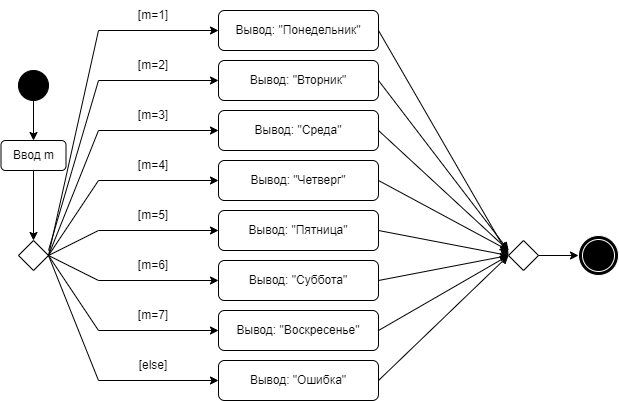 [m=1]
Вывод: "Понедельник"
[m=2]
Вывод: "Вторник"
[m=3]
Вывод: "Среда"
Ввод m
[m=4]
Вывод: "Четверг"
[m=5]
Вывод: "Пятница"
[m=6]
Вывод: "Суббота"
[m=7]
Вывод: "Воскресенье"
[else]
Вывод: "Ошибка"